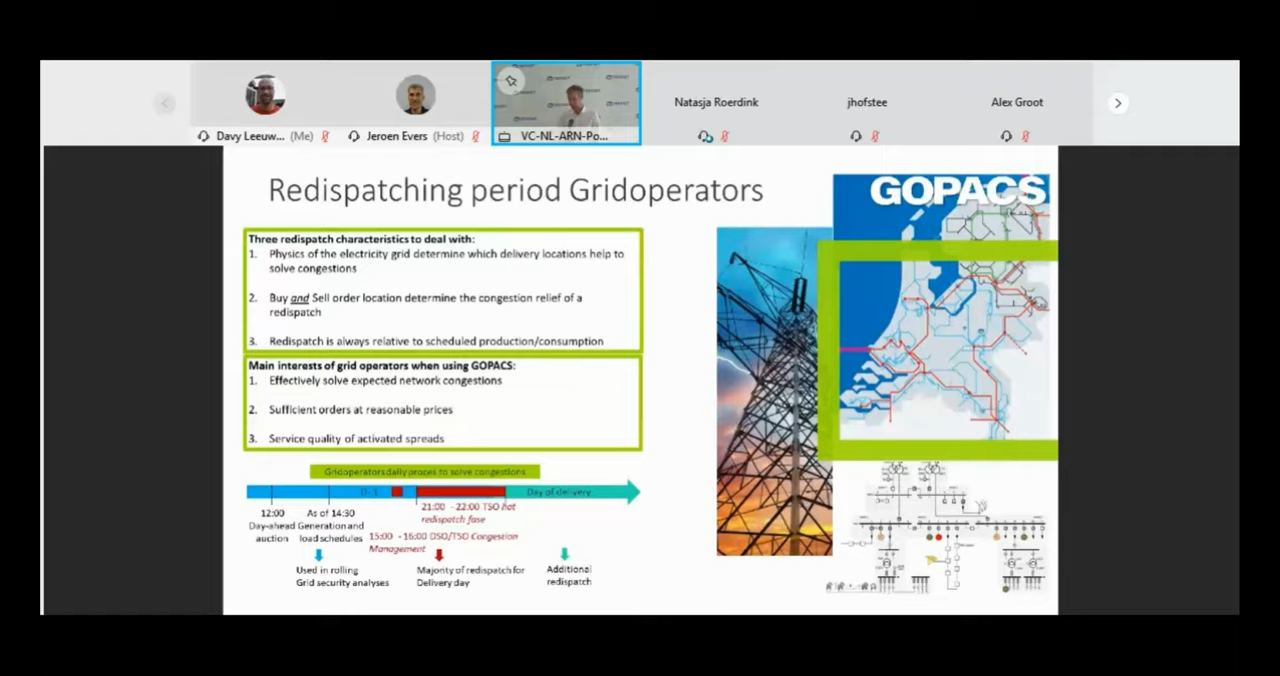 Natasja Roerdink
jhofstee
Alex Groot
Davy Leeuw... (Me)
Jeroen Evers (Host)
VC-NL-ARN-Po...
Redispatching period Gridoperators
GOPACS
Three redispatch characteristics to deal with:
1. Physics of the electricity grid determine which delivery locations help to
solve congestions
2. Buy and Sell order location determine the congestion relief of a
redispatch
3. Redispatch is always relative to scheduled production/consumption
Main interests of grid operators when using GOPACS:
1. Effectively solve expected network congestions
2. Sufficient orders at reasonable prices
3. Service quality of activated spreads
Gridoperators daily proces to solve congestions
D-1
Day of delivery
12:00
Day-ahead
auction
As of 14:30
Generation and
load schedules
21:00 - 22:00 TSO hot
redispatch fase
15:00 - 16:00 DSO/TSO Congestion
Management
Used in rolling
Grid security analyses
Majority of redispatch for
Delivery day
Additional
redispatch